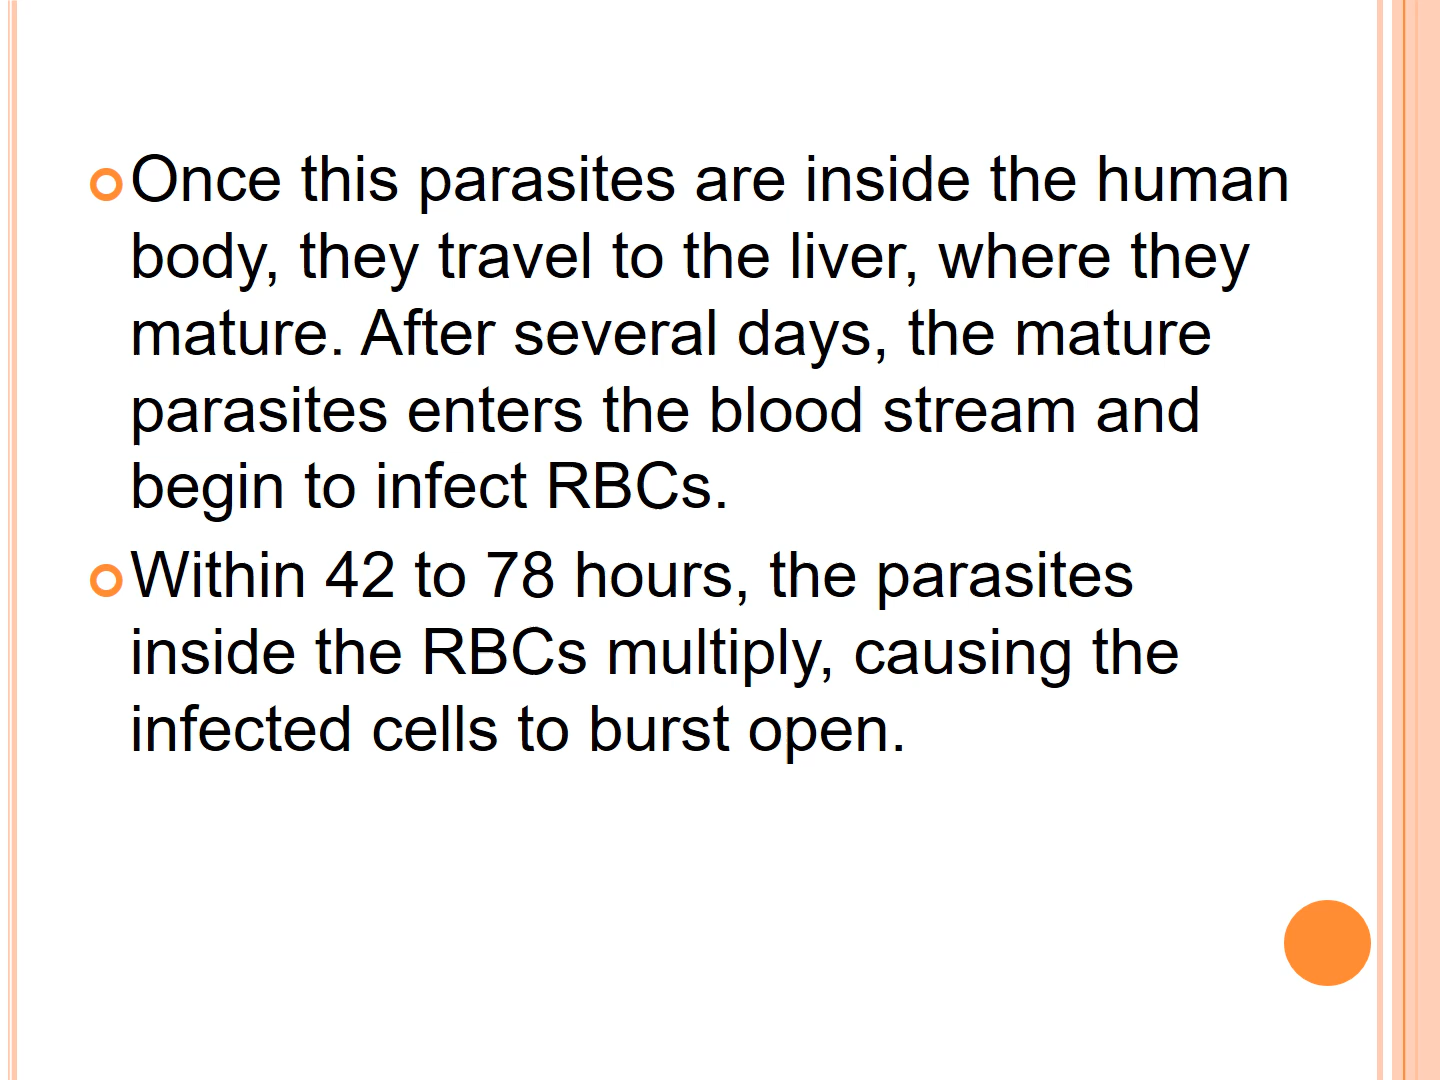 Once this parasites are inside the human
body, they travel to the liver, where they
mature. After several days, the mature
parasites enters the blood stream and
begin to infect RBCs.
Within 42 to 78 hours, the parasites
inside the RBCs multiply, causing the
infected cells to burst open.